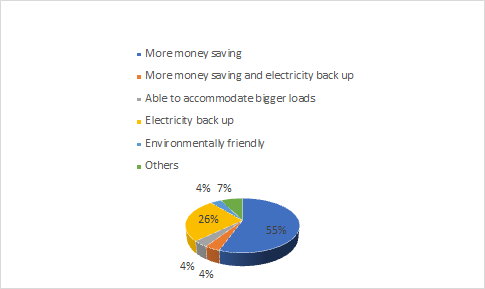 More money saving
More money saving and electricity back up
Able to accommodate bigger loads
Electricity back up
Environmentally friendly
Others
4% 7%
26%
55%
4%
4%